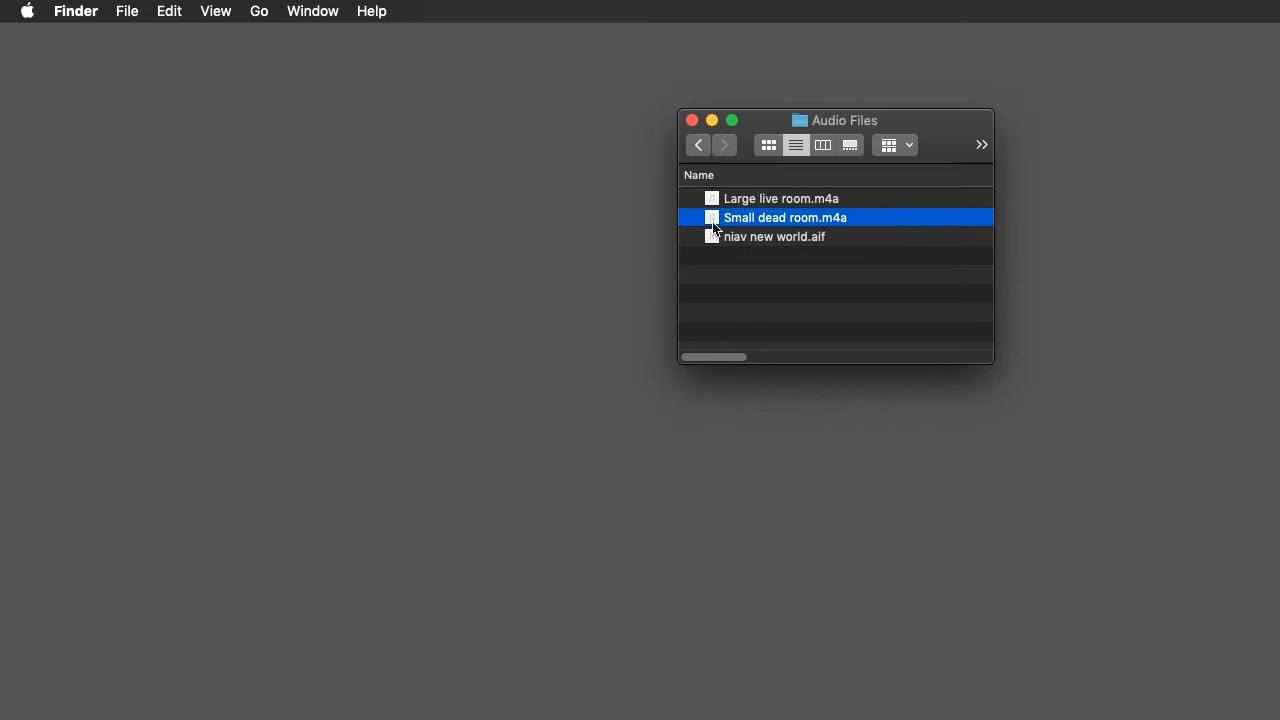 Finder File Edit View Go Window Help
Audio Files
Name
Large live room.m4a
Small dead room.m4a
niav new world.aif